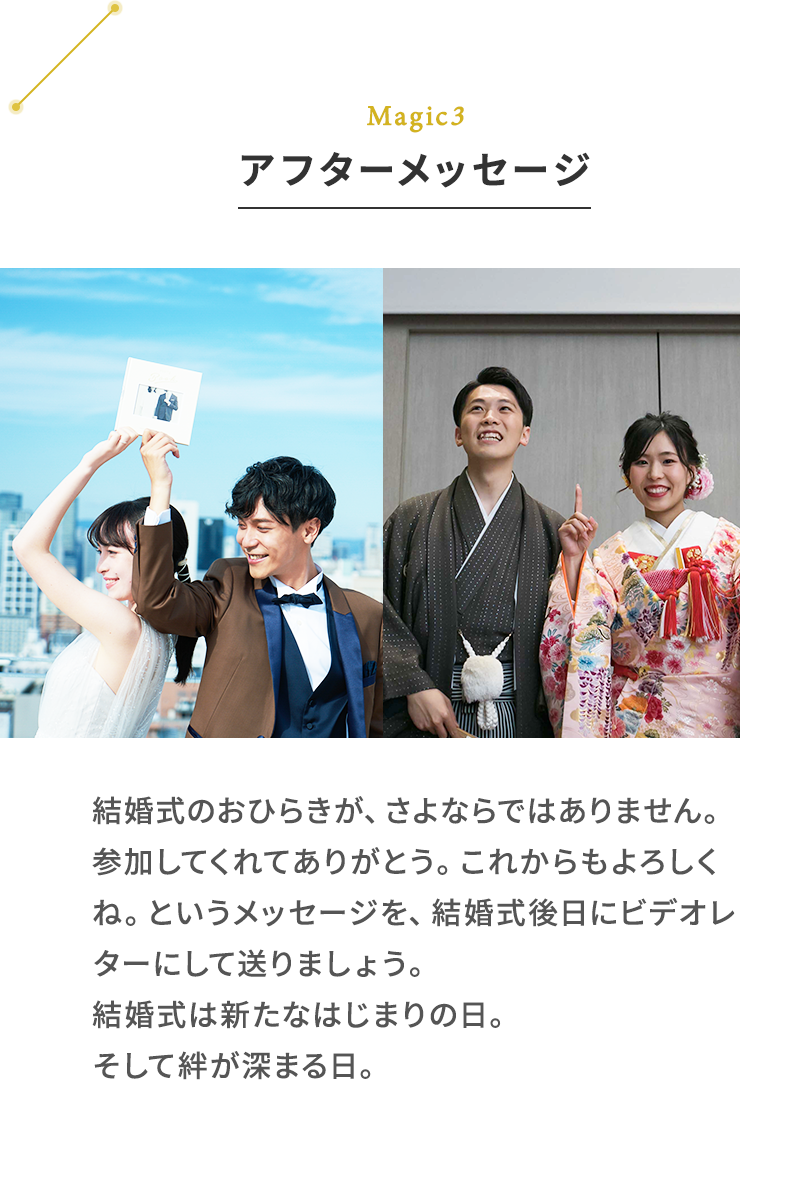 Magic3
アフターメッセージ
結婚式のおひらきが、さよならではありません。
参加してくれてありがとう。これからもよろしく
ね。というメッセージを、結婚式後日にビデオレ
ターにして送りましょう。
結婚式は新たなはじまりの日。
そして絆が深まる日。